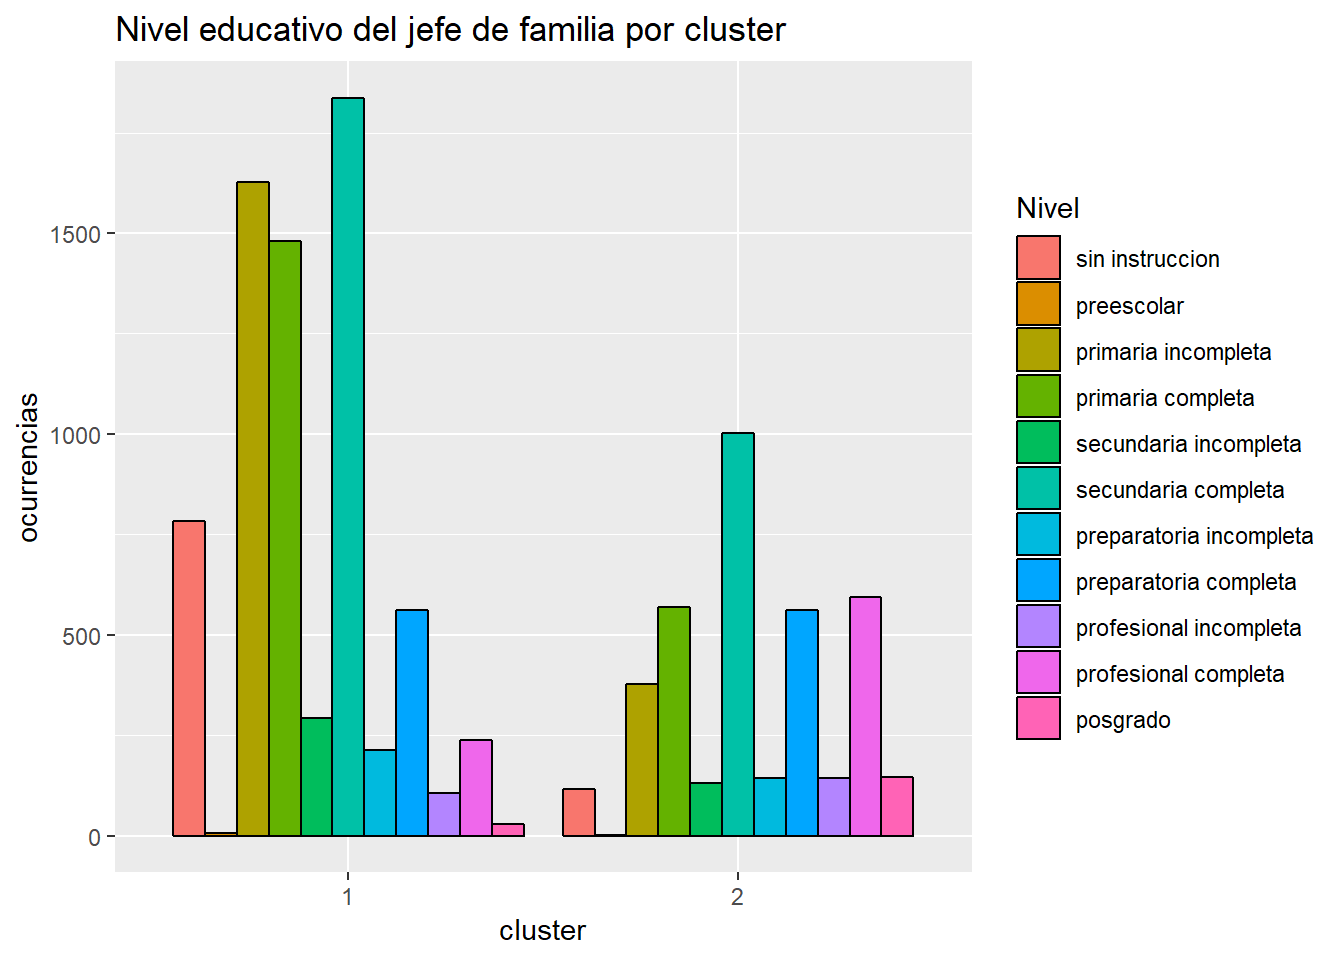 Nivel educativo del jefe de familia por cluster
ocurrencias
1500
1000
500
0
1
2
cluster
Nivel
sin instruccion
preescolar
primaria incompleta
primaria completa
secundaria incompleta
secundaria completa
preparatoria incompleta
preparatoria completa
profesional incompleta
profesional completa
posgrado